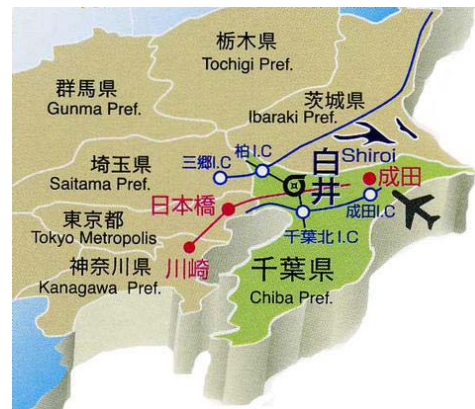 栃木県
Tochigi Pref.
群馬県
Gunma Pref.
茨城県
Ibaraki Pref.
柏I.C
白井
Shiroi
三郷I.C
成田
埼玉県
Saitama Pref.
日本橋
成田I.C
東京都
Tokyo Metropolis
千葉北I.C
川崎
神奈川県
Kanagawa Pref.
千葉県
Chiba Pref.